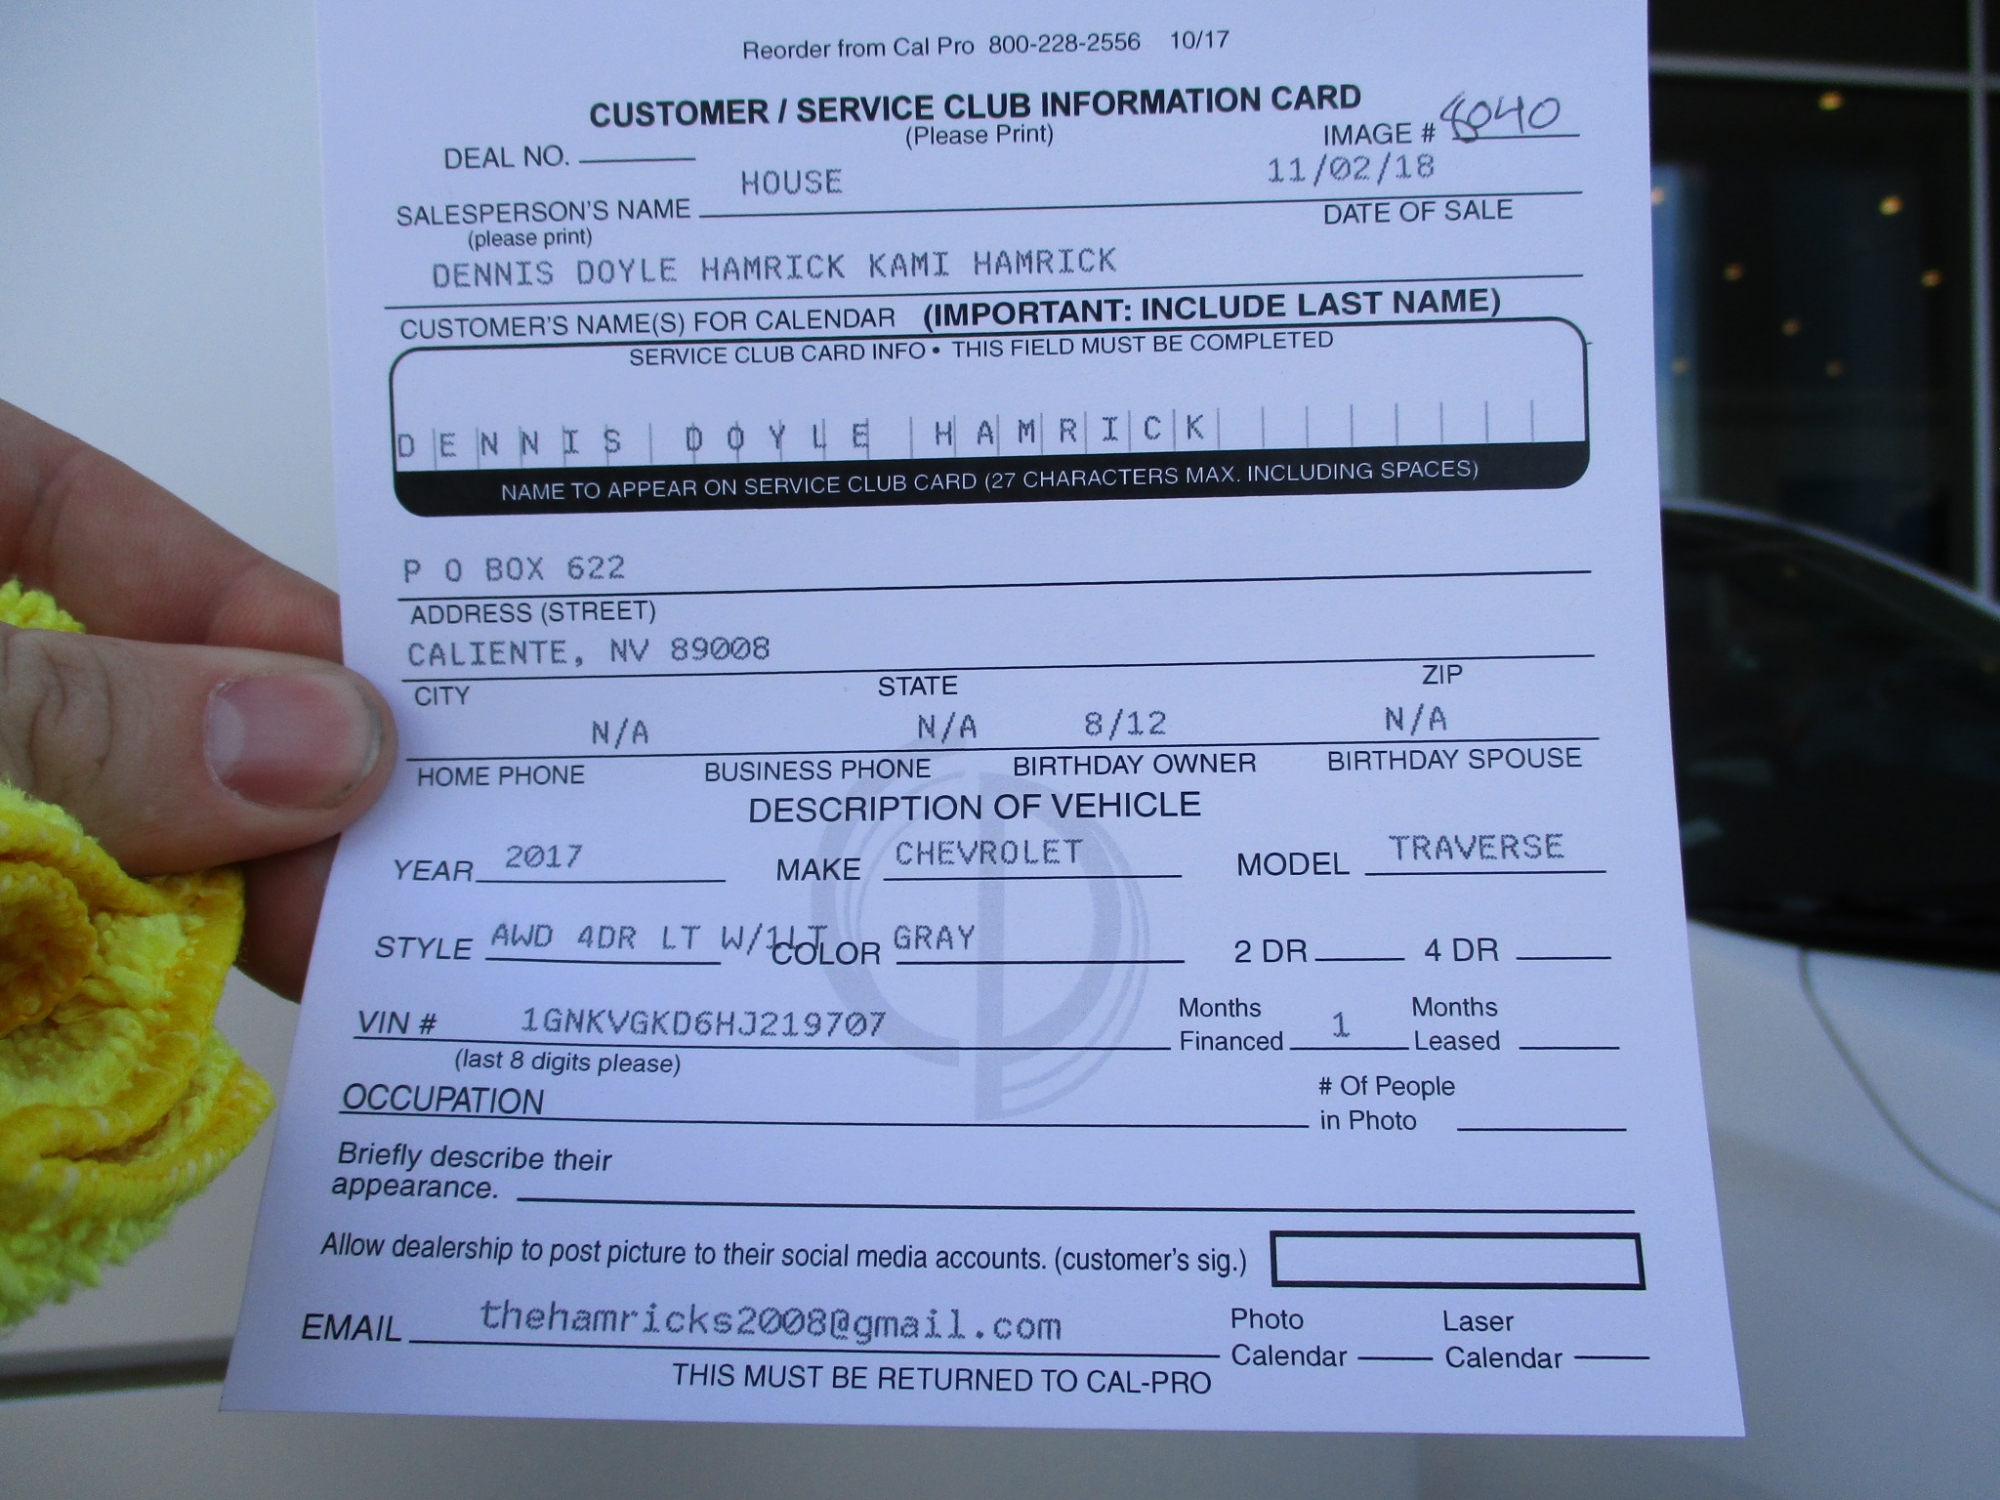 Reorder from Cal Pro 800-228-2556 10/17
CUSTOMER / SERVICE CLUB INFORMATION CARD
(Please Print)
IMAGE # 8040
DEAL NO.
HOUSE 11/02/18
SALESPERSON'S NAME DATE OF SALE
(please print)
DENNIS DOYLE HAMRICK KAMI HAMRICK
CUSTOMER'S NAME(S) FOR CALENDAR (IMPORTANT: INCLUDE LAST NAME)
SERVICE CLUB CARD INFO • THIS FIELD MUST BE COMPLETED
DENNIS DOYLE HAMRICK
NAME TO APPEAR ON SERVICE CLUB CARD (27 CHARACTERS MAX. INCLUDING SPACES)
P O BOX 622
ADDRESS (STREET)
CALIENTE, NV 89008
CITY STATE ZIP
N/A N/A 8/12 N/A
HOME PHONE BUSINESS PHONE BIRTHDAY OWNER BIRTHDAY SPOUSE
DESCRIPTION OF VEHICLE
YEAR 2017 MAKE CHEVROLET MODEL TRAVERSE
STYLE AWD 4DR LT W/1LT COLOR GRAY 2 DR 4 DR
VIN # 1GNKVGKD6HJ219707 Months Financed 1 Months Leased
(last 8 digits please)
OCCUPATION # Of People in Photo
Briefly describe their
appearance.
Allow dealership to post picture to their social media accounts. (customer's sig.)
EMAIL thehamricks2008@gmail.com Photo Calendar Laser Calendar
THIS MUST BE RETURNED TO CAL-PRO